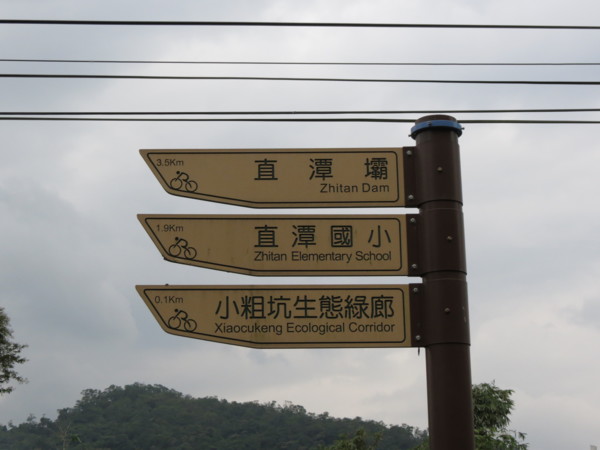 3.5Km
直潭壩
Zhitan Dam
1.9Km
直潭國小
Zhitan Elementary School
0.1Km
小粗坑生態綠廊
Xiaocukeng Ecological Corridor